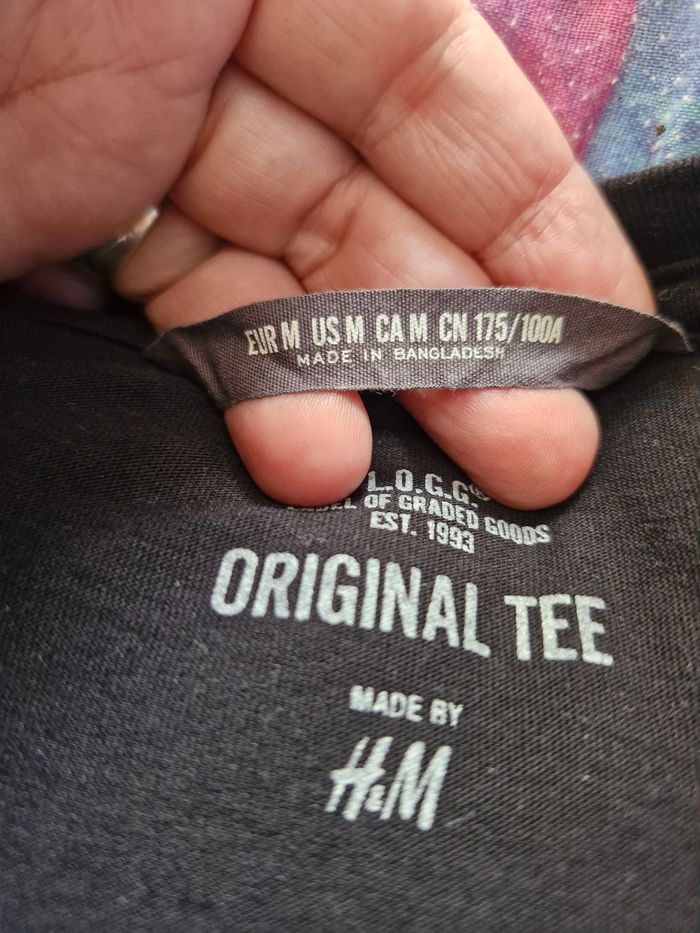 EUR M US M CA M CN 175/100A
MADE IN BANGLADESH
L.O.G.G.®
OF GRADED GOODS
EST. 1993
ORIGINAL TEE
MADE BY
H&M